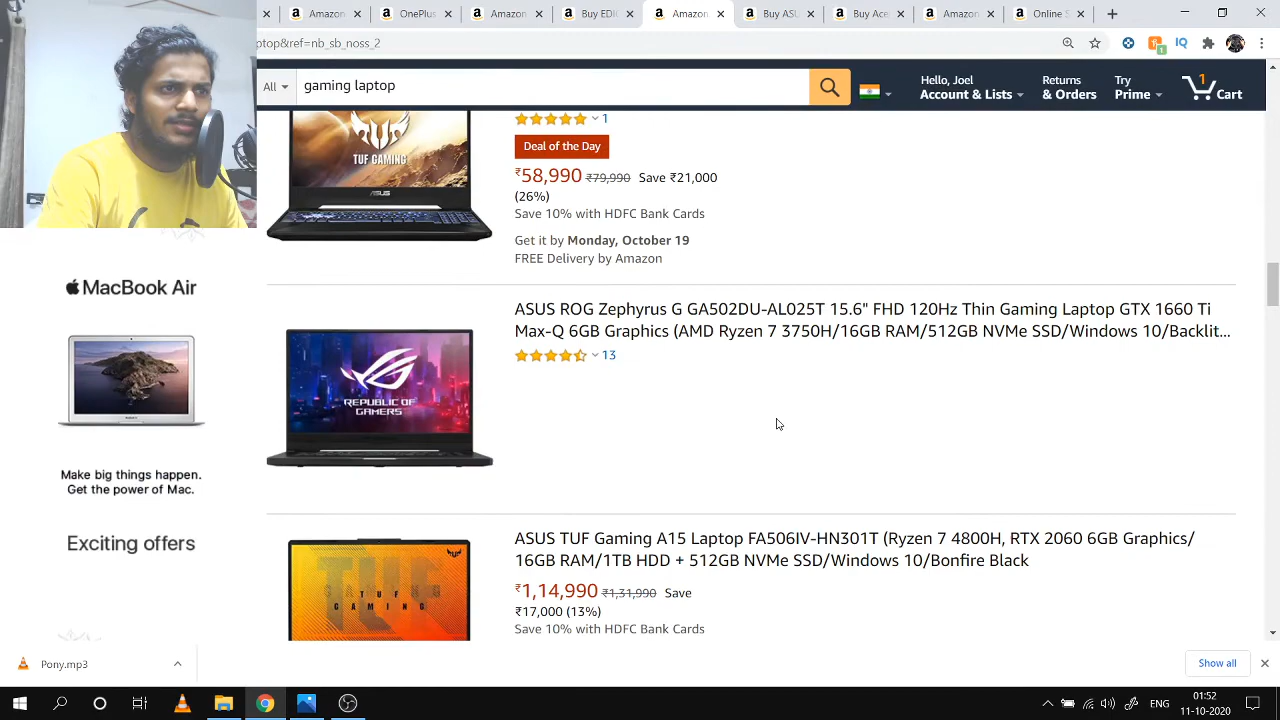 Amazon
OnePlus
Amazon
Buy EDIC
Amazon
Buy ASU
Buy Ace
Amazon
Online S
ptop&ref=nb_sb_noss_2
IQ
1
All
gaming laptop
Hello, Joel
Account & Lists
Returns
& Orders
Try
Prime
1
Cart
TUF GAMING
ASUS
1
Deal of the Day
₹58,990 ₹79,990 Save ₹21,000
(26%)
Save 10% with HDFC Bank Cards
Get it by Monday, October 19
FREE Delivery by Amazon
MacBook Air
Make big things happen.
Get the power of Mac.
Exciting offers
REPUBLIC OF
GAMERS
ASUS ROG Zephyrus G GA502DU-AL025T 15.6" FHD 120Hz Thin Gaming Laptop GTX 1660 Ti
Max-Q 6GB Graphics (AMD Ryzen 7 3750H/16GB RAM/512GB NVMe SSD/Windows 10/Backlit...
13
TUF
GAMING
ASUS TUF Gaming A15 Laptop FA506IV-HN301T (Ryzen 7 4800H, RTX 2060 6GB Graphics/
16GB RAM/1TB HDD + 512GB NVMe SSD/Windows 10/Bonfire Black
₹1,14,990 ₹1,31,990 Save
₹17,000 (13%)
Save 10% with HDFC Bank Cards
Pony.mp3
Show all
ENG
01:52
11-10-2020